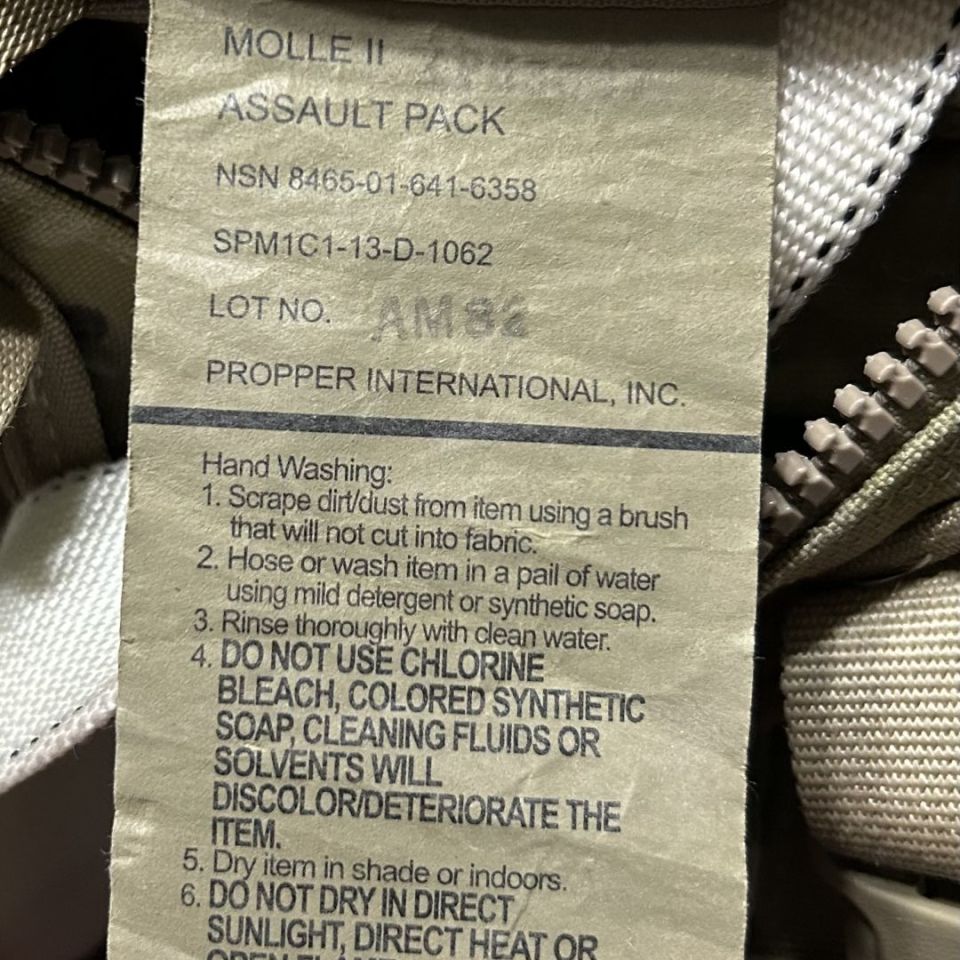 MOLLE II
ASSAULT PACK
NSN 8465-01-641-6358
SPM1C1-13-D-1062
LOT NO. AM82
PROPPER INTERNATIONAL, INC.
Hand Washing:
1. Scrape dirt/dust from item using a brush
that will not cut into fabric.
2. Hose or wash item in a pail of water
using mild detergent or synthetic soap.
3. Rinse thoroughly with clean water.
4. DO NOT USE CHLORINE
BLEACH, COLORED SYNTHETIC
SOAP, CLEANING FLUIDS OR
SOLVENTS WILL
DISCOLOR/DETERIORATE THE
ITEM.
5. Dry item in shade or indoors.
6. DO NOT DRY IN DIRECT
SUNLIGHT, DIRECT HEAT OR